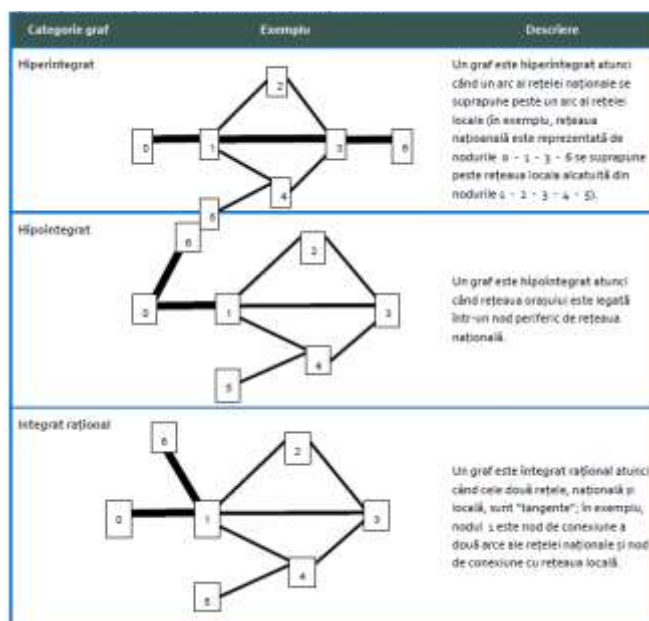 Categorie graf Exemplu Descriere
Hiperintegrat
Un graf este hiperintegrat atunci
când un arc al rețelei naționale se
suprapune peste un arc al rețelei
locale (în exemplu, rețeaua
națioanală este reprezentată de
nodurile 0 - 1 - 3 - 6 se suprapune
peste rețeaua locala alcatuită din
nodurile 1 - 2 - 3 - 4 - 5).
2
0 1 3 6
4
5
Hipointegrat
Un graf este hipointegrat atunci
când rețeaua orașului este legată
într-un nod periferic de rețeaua
națională.
6
2
0 1 3
4
5
Integrat rațional
Un graf este integrat rațional atunci
când cele două rețele, națională și
locală, sunt "tangente"; în exemplu,
nodul 1 este nod de conexiune a
două arce ale rețelei naționale și nod
de conexiune cu reteaua locală.
6
2
0 1 3
4
5